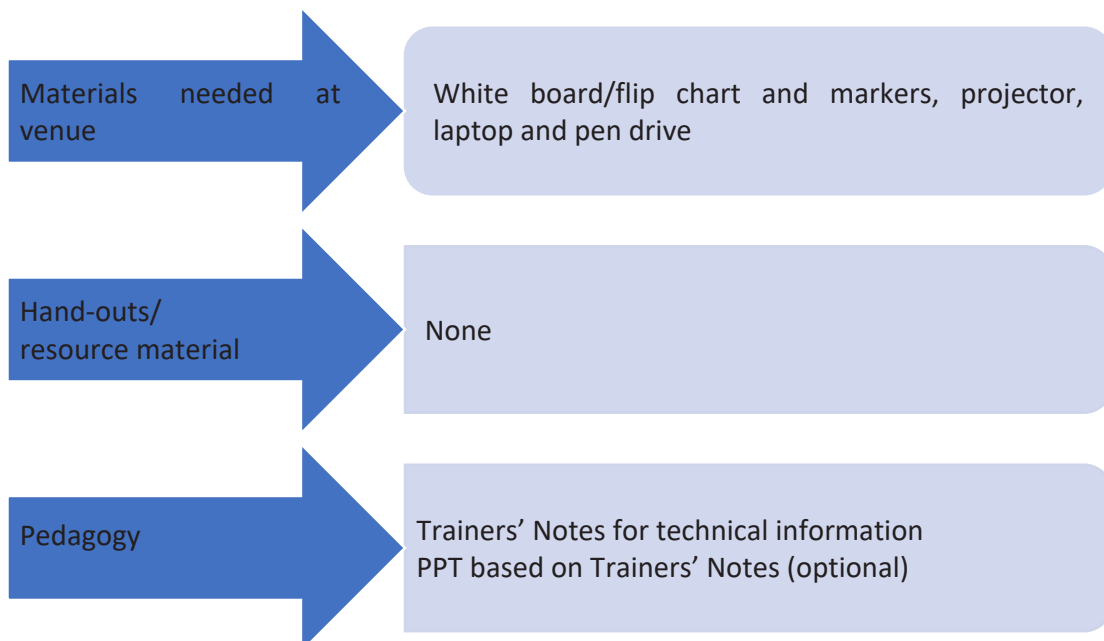 Materials needed at
venue
White board/flip chart and markers, projector,
laptop and pen drive
Hand-outs/
resource material
None
Pedagogy
Trainers’ Notes for technical information
PPT based on Trainers’ Notes (optional)